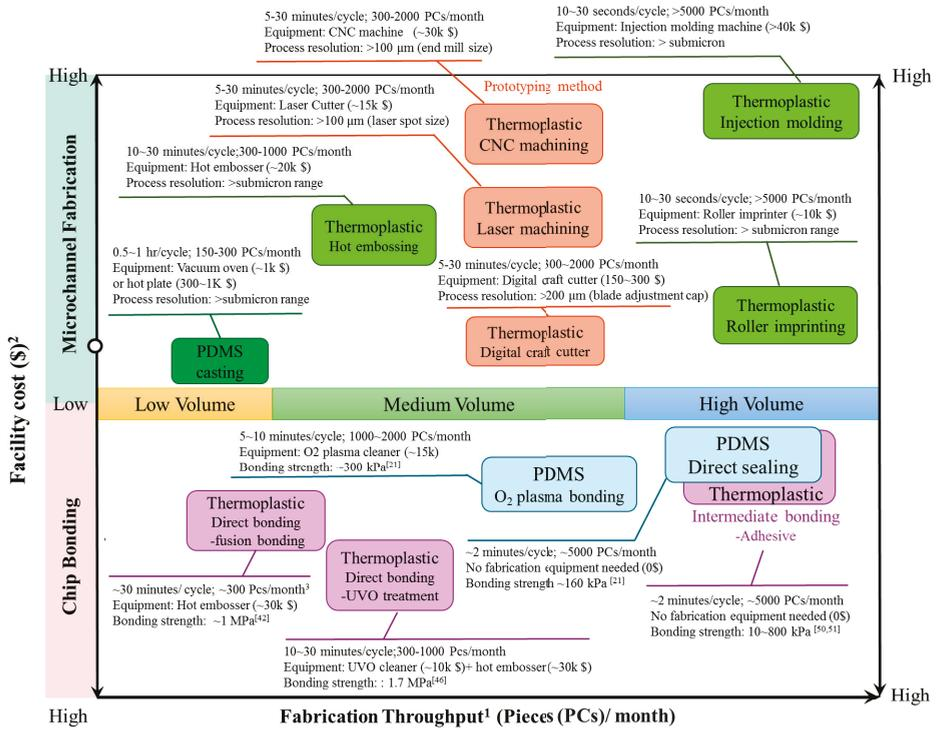 5-30 minutes/cycle; 300-2000 PCs/month
Equipment: CNC machine (~30k $)
Process resolution: >100 μm (end mill size)
10~30 seconds/cycle; >5000 PCs/month
Equipment: Injection molding machine (>40k $)
Process resolution: > submicron
High
High
Prototyping method
5-30 minutes/cycle; 300-2000 PCs/month
Equipment: Laser Cutter (~15k $)
Process resolution: >100 μm (laser spot size)
Thermoplastic
CNC machining
Thermoplastic
Injection molding
10~30 minutes/cycle;300-1000 PCs/month
Equipment: Hot embosser (~20k $)
Process resolution: >submicron range
Thermoplastic
Laser machining
10~30 seconds/cycle; >5000 PCs/month
Equipment: Roller imprinter (~10k $)
Process resolution: > submicron range
Thermoplastic
Hot embossing
0.5~1 hr/cycle; 150-300 PCs/month
Equipment: Vacuum oven (~1k $)
or hot plate (300~1K $)
Process resolution: >submicron range
5-30 minutes/cycle; 300~2000 PCs/month
Equipment: Digital craft cutter (150~300 $)
Process resolution: >200 μm (blade adjustment cap)
Thermoplastic
Roller imprinting
Thermoplastic
Digital craft cutter
PDMS
casting
Microchannel Fabrication
Facility cost ($)²
Low
Low Volume
Medium Volume
High Volume
5~10 minutes/cycle; 1000~2000 PCs/month
Equipment: O2 plasma cleaner (~15k)
Bonding strength: ~300 kPa[21]
PDMS
O₂ plasma bonding
PDMS
Direct sealing
Thermoplastic
Intermediate bonding
-Adhesive
Thermoplastic
Direct bonding
-fusion bonding
Thermoplastic
Direct bonding
-UVO treatment
~2 minutes/cycle; ~5000 PCs/month
No fabrication equipment needed (0$)
Bonding strength ~160 kPa [21]
~30 minutes/ cycle; ~300 Pcs/month³
Equipment: Hot embosser (~30k $)
Bonding strength: ~1 MPa[42]
~2 minutes/cycle; ~5000 PCs/month
No fabrication equipment needed (0$)
Bonding strength: 10~800 kPa [50,51]
10~30 minutes/cycle;300-1000 Pcs/month
Equipment: UVO cleaner (~10k $)+ hot embosser(~30k $)
Bonding strength: : 1.7 MPa[46]
Chip Bonding
High
High
Fabrication Throughput¹ (Pieces (PCs)/ month)